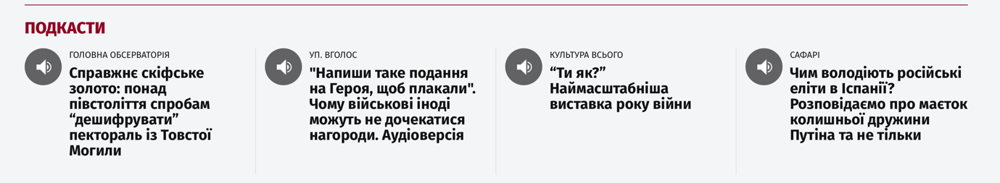 ПОДКАСТИ
ГОЛОВНА ОБСЕРВАТОРІЯ
Справжнє скіфське
золото: понад
півстоліття спробам
“дешифрувати”
пектораль із Товстої
Могили
УП. ВГОЛОС
"Напиши таке подання
на Героя, щоб плакали".
Чому військові іноді
можуть не дочекатися
нагороди. Аудіоверсія
КУЛЬТУРА ВСЬОГО
“Ти як?”
Наймасштабніша
виставка року війни
САФАРІ
Чим володіють російські
еліти в Іспанії?
Розповідаємо про маєток
колишньої дружини
Путіна та не тільки